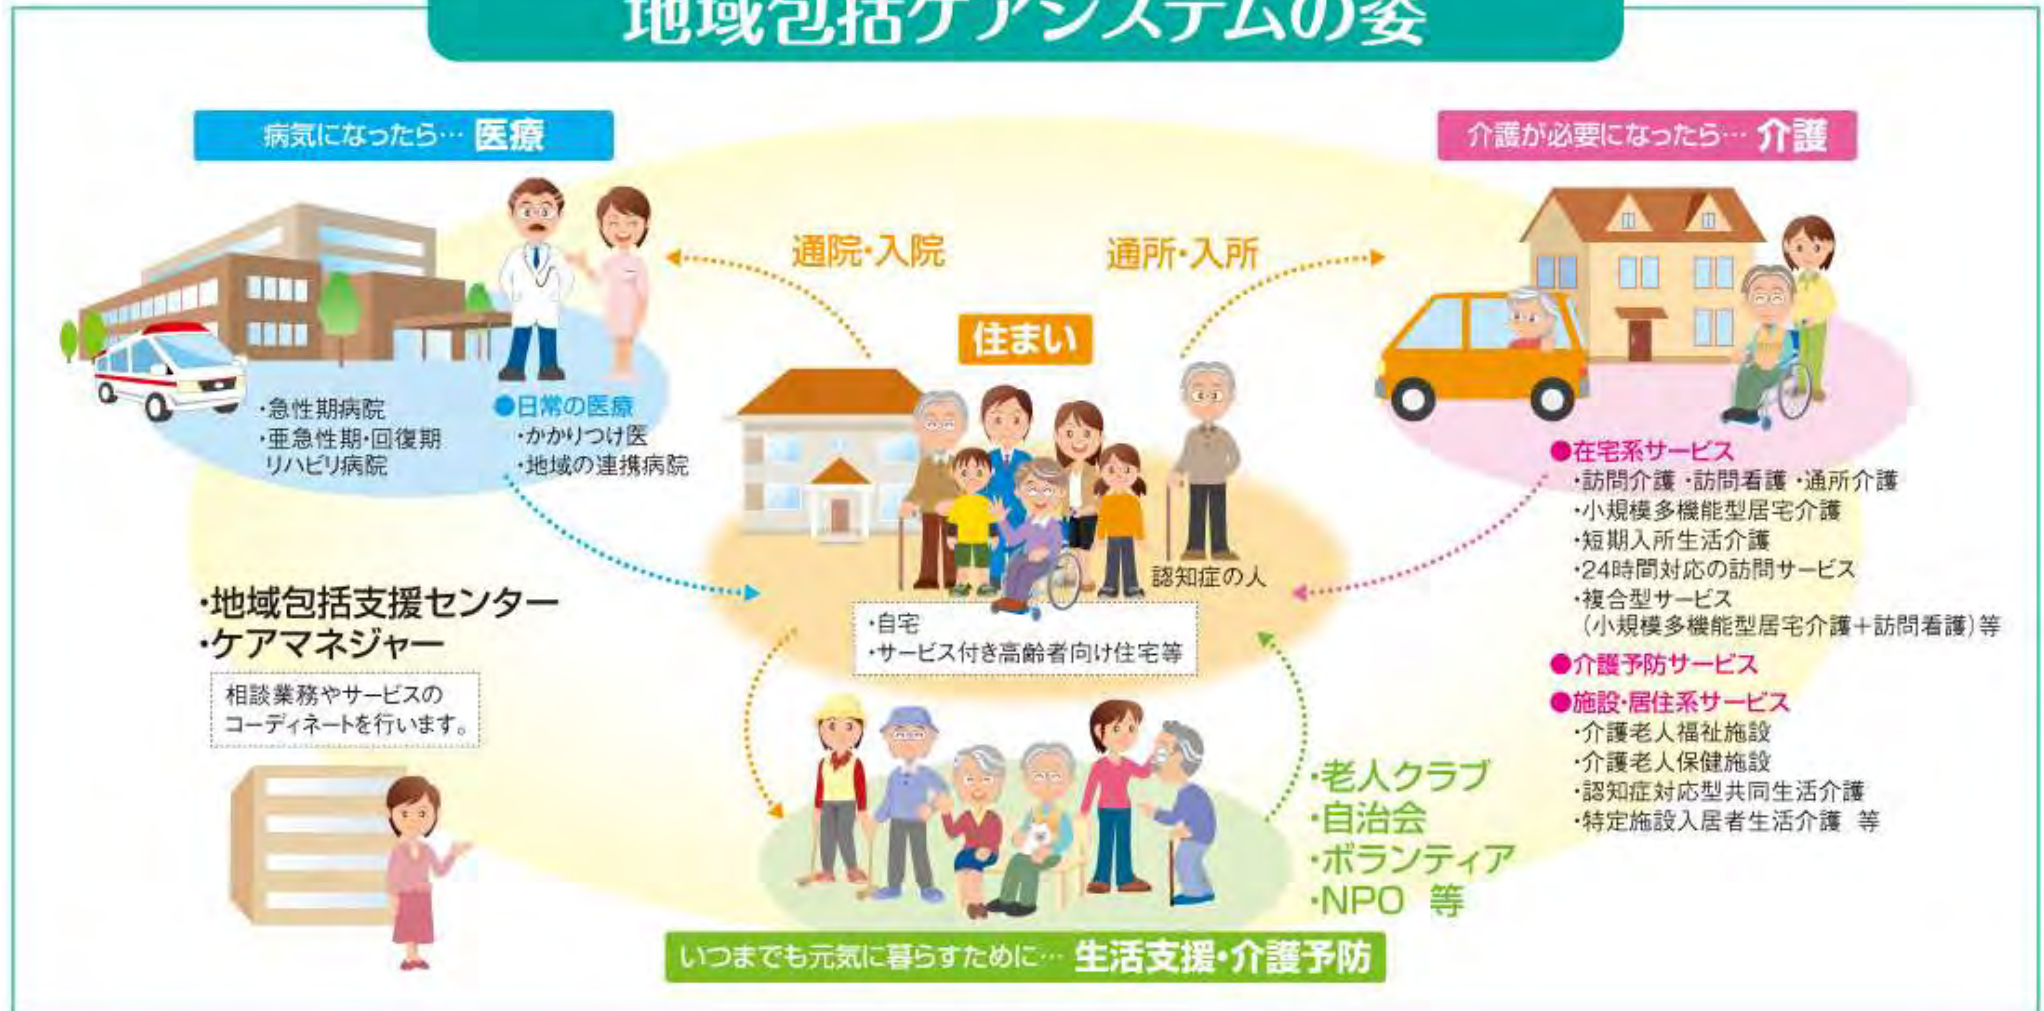 地域包括ケアシステムの姿
病気になったら… 医療
介護が必要になったら… 介護
通院・入院
通所・入所
住まい
・急性期病院
・亜急性期・回復期
リハビリ病院
●日常の医療
・かかりつけ医
・地域の連携病院
認知症の人
・自宅
・サービス付き高齢者向け住宅等
●在宅系サービス
・訪問介護 ・訪問看護 ・通所介護
・小規模多機能型居宅介護
・短期入所生活介護
・24時間対応の訪問サービス
・複合型サービス
(小規模多機能型居宅介護+訪問看護)等
●介護予防サービス
●施設・居住系サービス
・介護老人福祉施設
・介護老人保健施設
・認知症対応型共同生活介護
・特定施設入居者生活介護 等
・地域包括支援センター
・ケアマネジャー
相談業務やサービスの
コーディネートを行います。
・老人クラブ
・自治会
・ボランティア
・NPO 等
いつまでも元気に暮らすために… 生活支援・介護予防